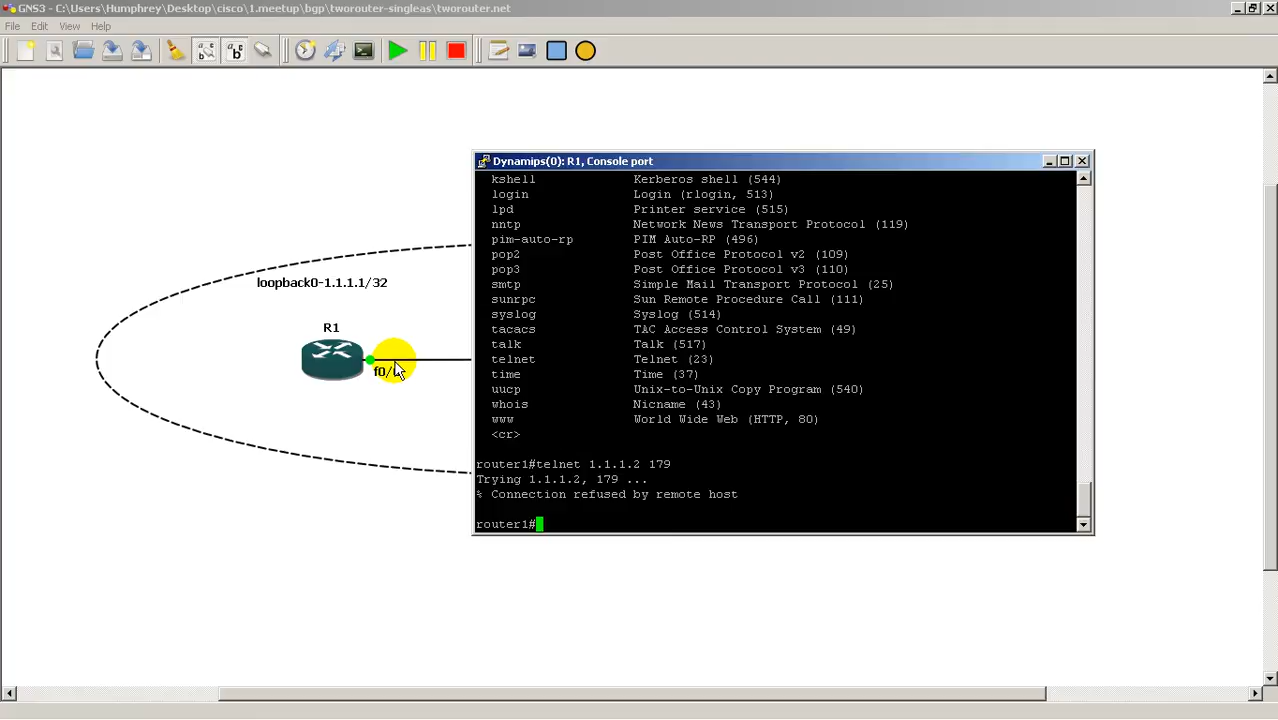 GNS3 - C:\Users\Humphrey\Desktop\cisco\1.meetup\bgp\tworouter-singleas\tworouter.net
File Edit View Help
Dynamips(0): R1, Console port
kshell Kerberos shell (544)
login Login (rlogin, 513)
lpd Printer service (515)
nntp Network News Transport Protocol (119)
pim-auto-rp PIM Auto-RP (496)
pop2 Post Office Protocol v2 (109)
pop3 Post Office Protocol v3 (110)
smtp Simple Mail Transport Protocol (25)
sunrpc Sun Remote Procedure Call (111)
syslog Syslog (514)
tacacs TAC Access Control System (49)
talk Talk (517)
telnet Telnet (23)
time Time (37)
uucp Unix-to-Unix Copy Program (540)
whois Nicname (43)
www World Wide Web (HTTP, 80)
<cr>
router1#telnet 1.1.1.2 179
Trying 1.1.1.2, 179 ...
% Connection refused by remote host
router1#
loopback0-1.1.1.1/32
R1